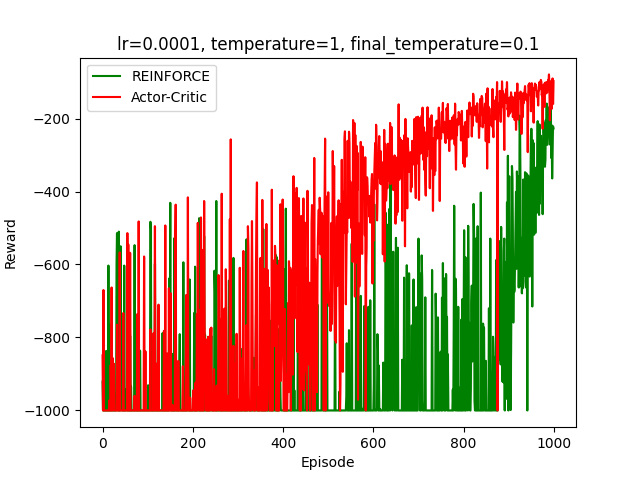 lr=0.0001, temperature=1, final_temperature=0.1
REINFORCE
Actor-Critic
Reward
−200
−400
−600
−800
−1000
0 200 400 600 800 1000
Episode